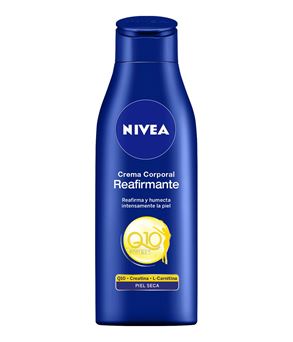 NIVEA
Crema Corporal
Reafirmante
Reafirma y humecta
intensamente la piel
Q10
Q10 • Creatina • L-Carnitina
PIEL SECA